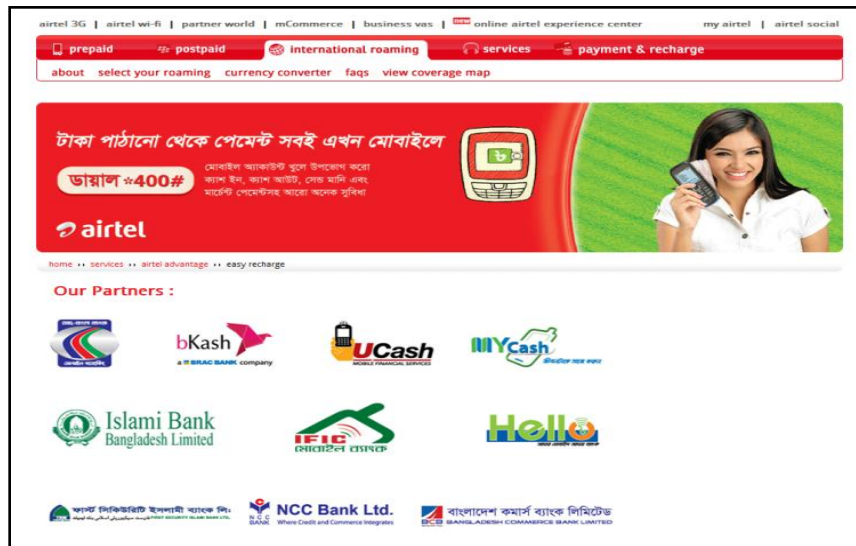 airtel 3G | airtel wi-fi | partner world | mCommerce | business vas | new online airtel experience center my airtel | airtel social
prepaid postpaid international roaming services payment & recharge
about select your roaming currency converter faqs view coverage map
টাকা পাঠানো থেকে পেমেন্ট সবই এখন মোবাইলে
ডায়াল *400#
মোবাইল অ্যাকাউন্ট খুলে উপভোগ করো
ক্যাশ ইন, ক্যাশ আউট, সেন্ড মানি এবং
মার্চেন্ট পেমেন্টসহ আরো অনেক সুবিধা
airtel
home ›› services ›› airtel advantage ›› easy recharge
Our Partners :
ডাচ্-বাংলা ব্যাংক
মোবাইল ব্যাংকিং
bKash
a BRAC BANK company
UCash
MOBILE FINANCIAL SERVICES
MYCash
Islami Bank
Bangladesh Limited
IFIC
মোবাইল ব্যাংক
Hello
ফার্স্ট সিকিউরিটি ইসলামী ব্যাংক লিঃ
FIRST SECURITY ISLAMI BANK LTD.
NCC BANK
NCC Bank Ltd.
Where Credit and Commerce Integrates
BCB
বাংলাদেশ কমার্স ব্যাংক লিমিটেড
BANGLADESH COMMERCE BANK LIMITED